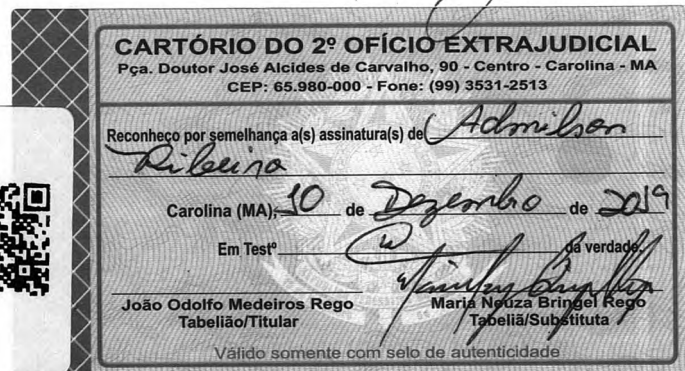 CARTÓRIO DO 2º OFÍCIO EXTRAJUDICIAL
Pça. Doutor José Alcides de Carvalho, 90 - Centro - Carolina - MA
CEP: 65.980-000 - Fone: (99) 3531-2513
Reconheço por semelhança a(s) assinatura(s) de Admilson
Ribeiro
Carolina (MA), 10 de Dezembro de 2019
Em Testº da verdade.
João Odolfo Medeiros Rego
Tabelião/Titular
Maria Neuza Bringel Rego
Tabeliã/Substituta
Válido somente com selo de autenticidade